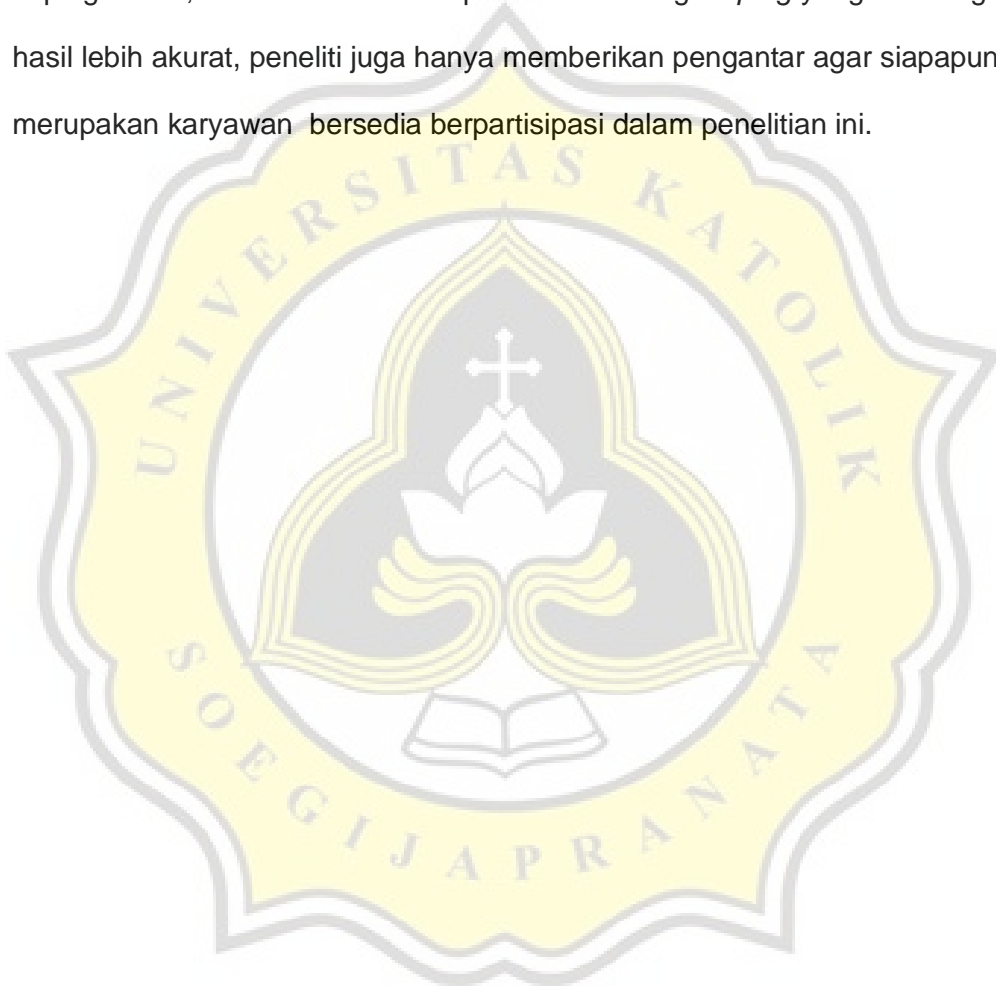 hasil lebih akurat, peneliti juga hanya memberikan pengantar agar siapapun
merupakan karyawan bersedia berpartisipasi dalam penelitian ini.
UNIVERSITAS KATOLIK
SOEGIJAPRANATA